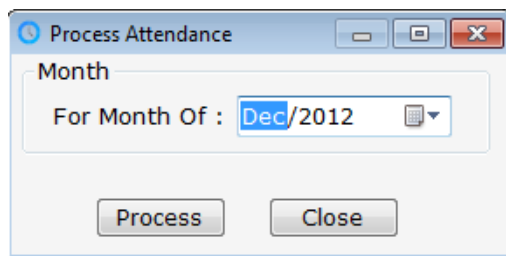 Process Attendance
Month
For Month Of : Dec/2012
Process Close